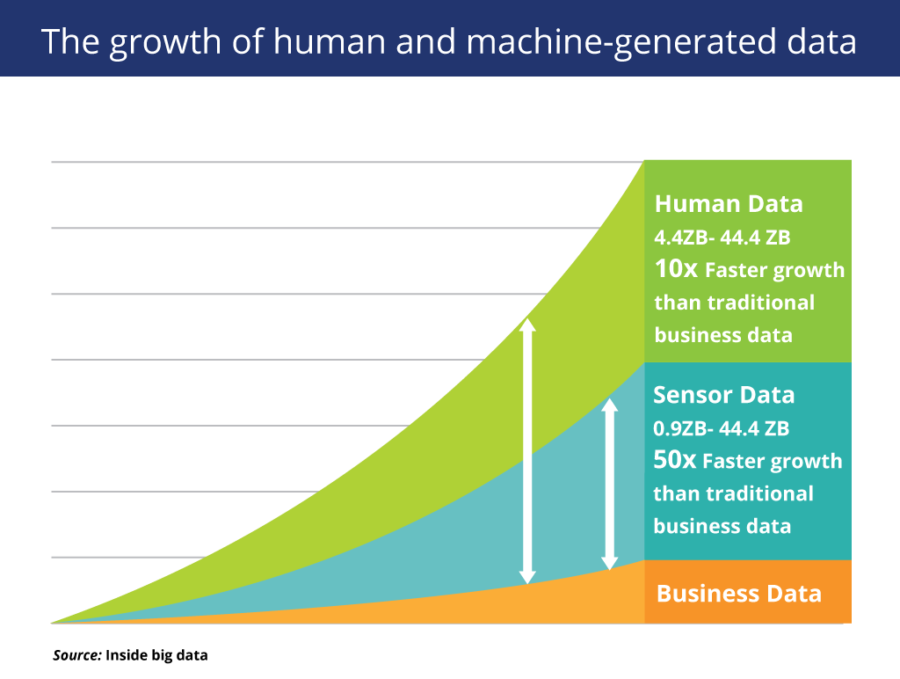 The growth of human and machine-generated data
Human Data
4.4ZB- 44.4 ZB
10x Faster growth
than traditional
business data
Sensor Data
0.9ZB- 44.4 ZB
50x Faster growth
than traditional
business data
Business Data
Source: Inside big data